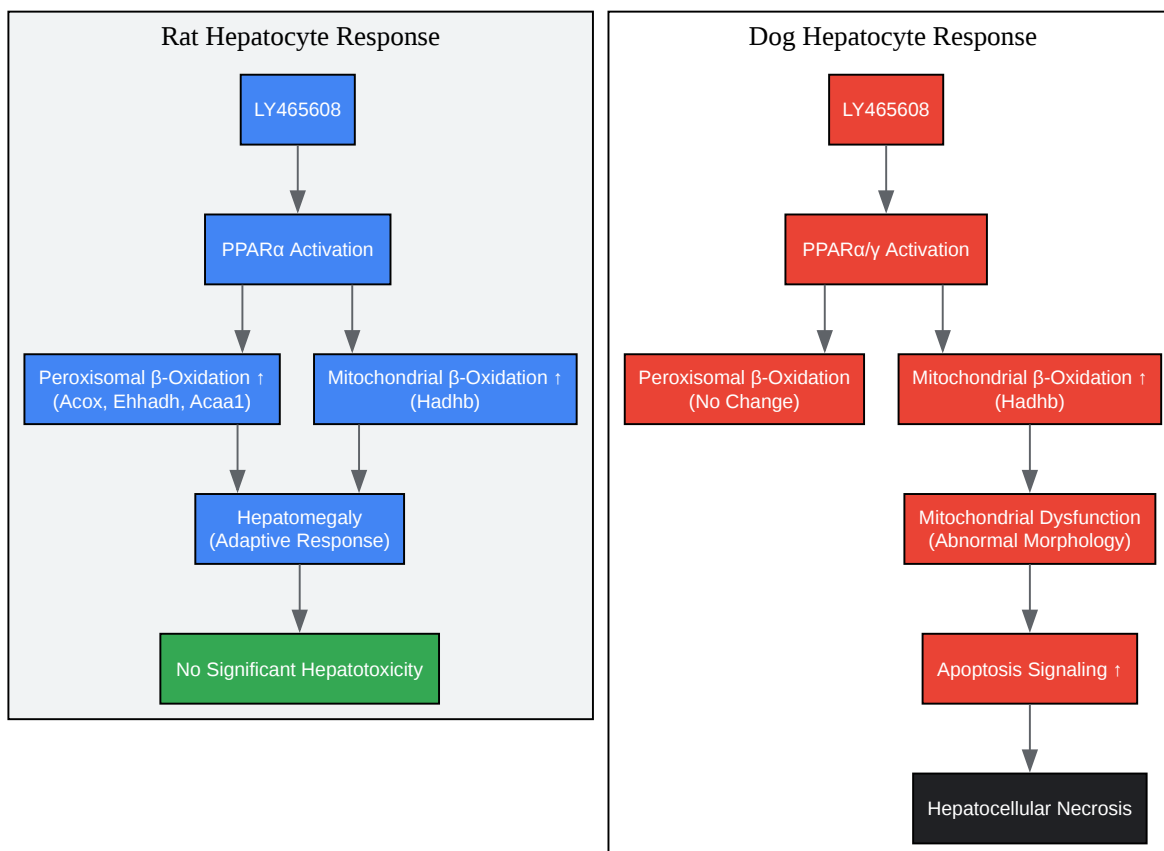 Rat Hepatocyte Response
LY465608
PPARα Activation
Peroxisomal β-Oxidation ↑
(Acox, Ehhadh, Acaa1)
Mitochondrial β-Oxidation ↑
(Hadhb)
Hepatomegaly
(Adaptive Response)
No Significant Hepatotoxicity
Dog Hepatocyte Response
LY465608
PPARα/γ Activation
Peroxisomal β-Oxidation
(No Change)
Mitochondrial β-Oxidation ↑
(Hadhb)
Mitochondrial Dysfunction
(Abnormal Morphology)
Apoptosis Signaling ↑
Hepatocellular Necrosis